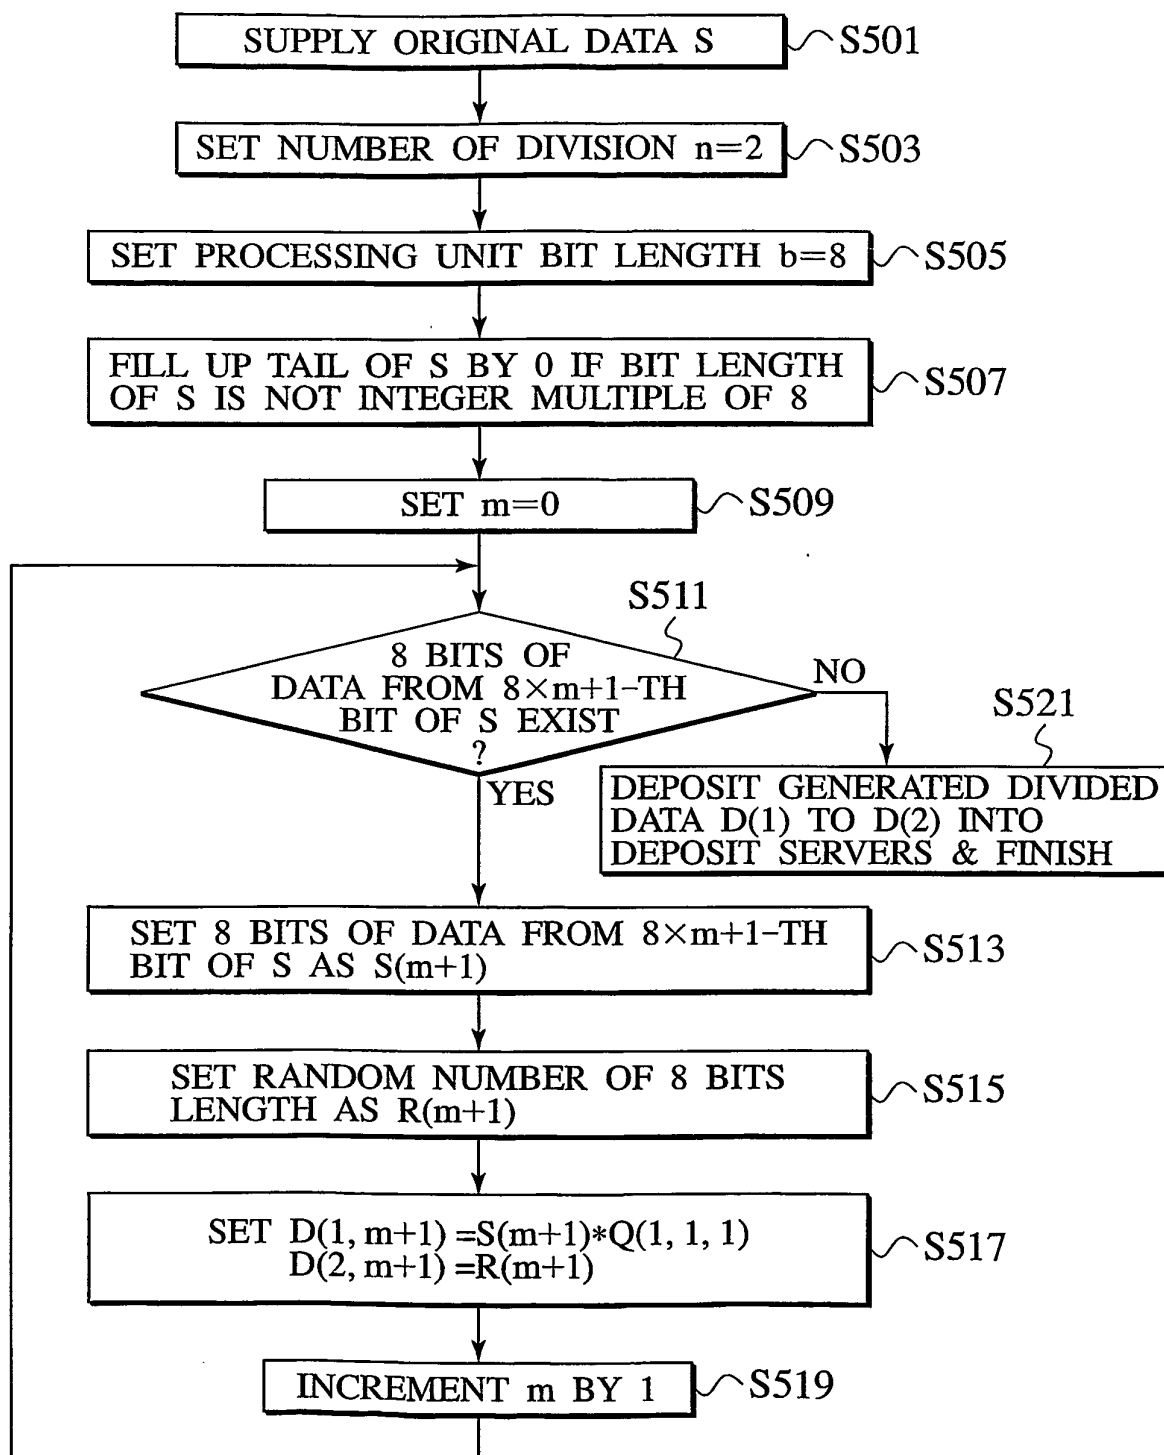 SUPPLY ORIGINAL DATA S
S501
SET NUMBER OF DIVISION n=2
S503
SET PROCESSING UNIT BIT LENGTH b=8
S505
FILL UP TAIL OF S BY 0 IF BIT LENGTH
OF S IS NOT INTEGER MULTIPLE OF 8
S507
SET m=0
S509
S511
8 BITS OF
DATA FROM 8×m+1-TH
BIT OF S EXIST
?
NO
YES
S521
DEPOSIT GENERATED DIVIDED
DATA D(1) TO D(2) INTO
DEPOSIT SERVERS & FINISH
SET 8 BITS OF DATA FROM 8×m+1-TH
BIT OF S AS S(m+1)
S513
SET RANDOM NUMBER OF 8 BITS
LENGTH AS R(m+1)
S515
SET D(1, m+1) =S(m+1)*Q(1, 1, 1)
D(2, m+1) =R(m+1)
S517
INCREMENT m BY 1
S519